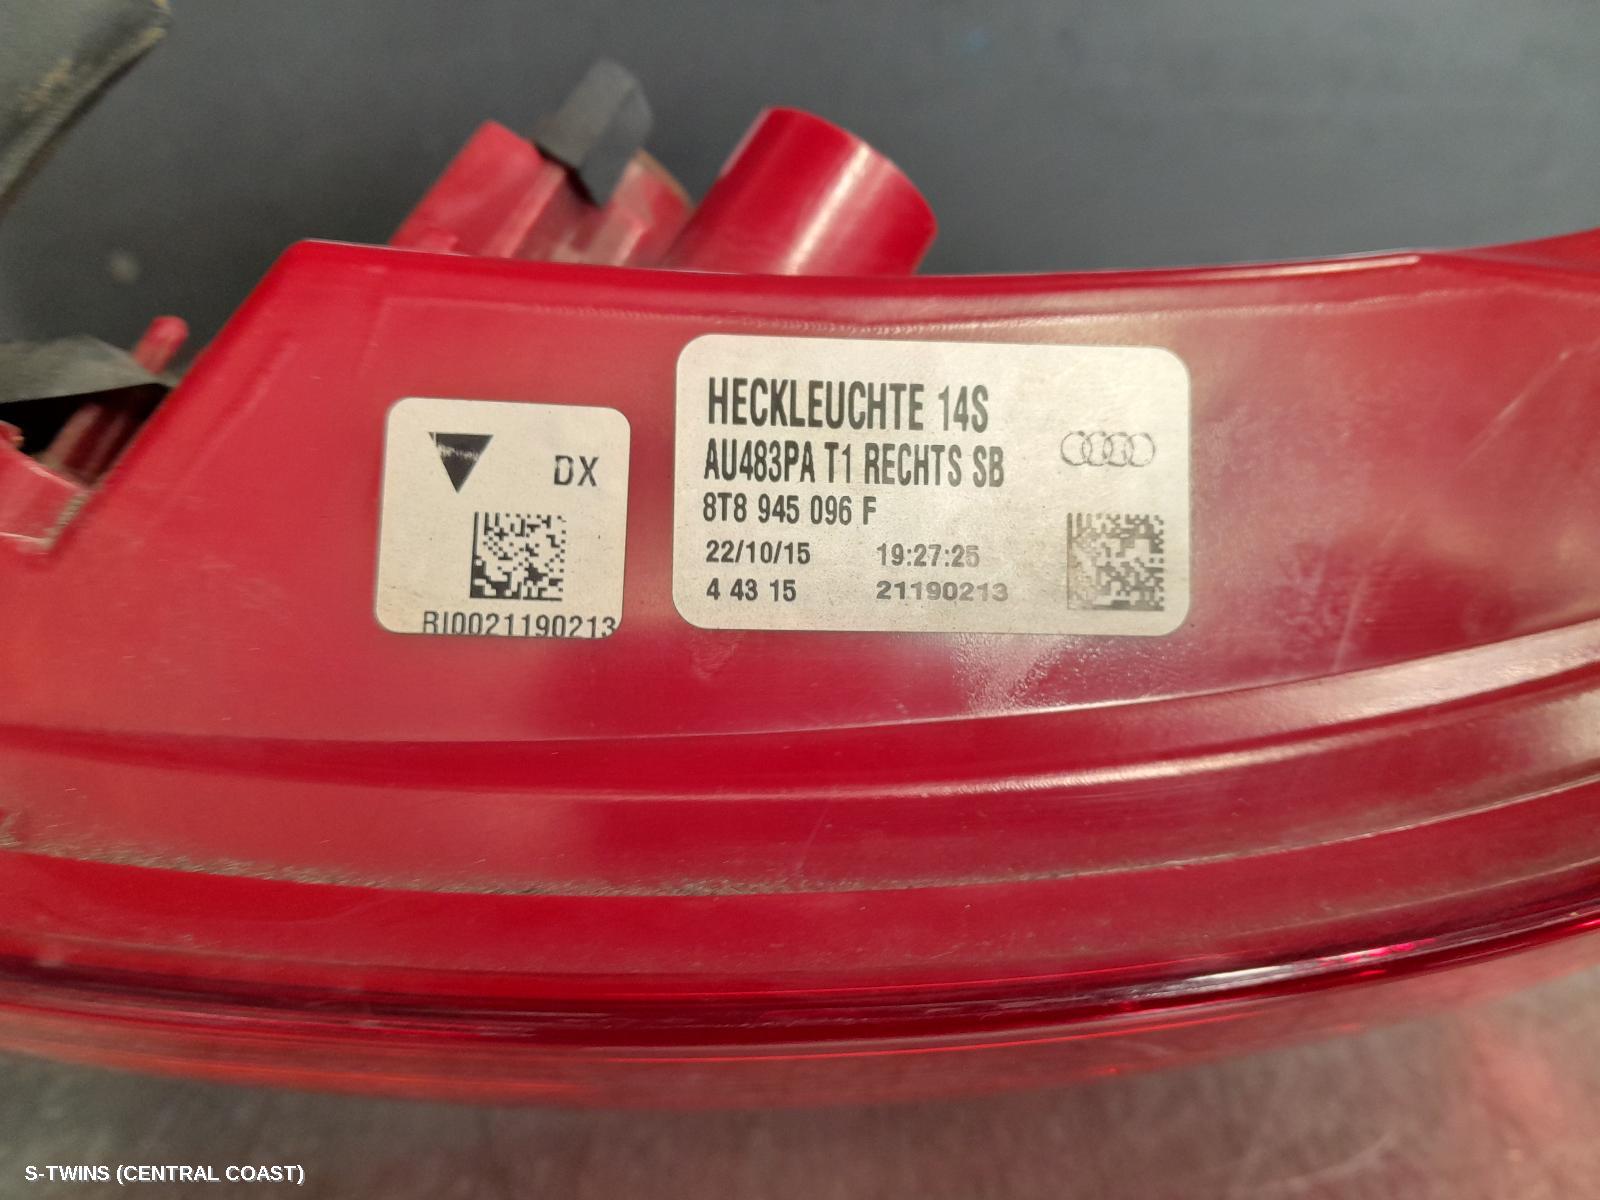 DX
RI0021190213
HECKLEUCHTE 14S
AU483PA T1 RECHTS SB
8T8 945 096 F
22/10/15 19:27:25
4 43 15 21190213
S-TWINS (CENTRAL COAST)